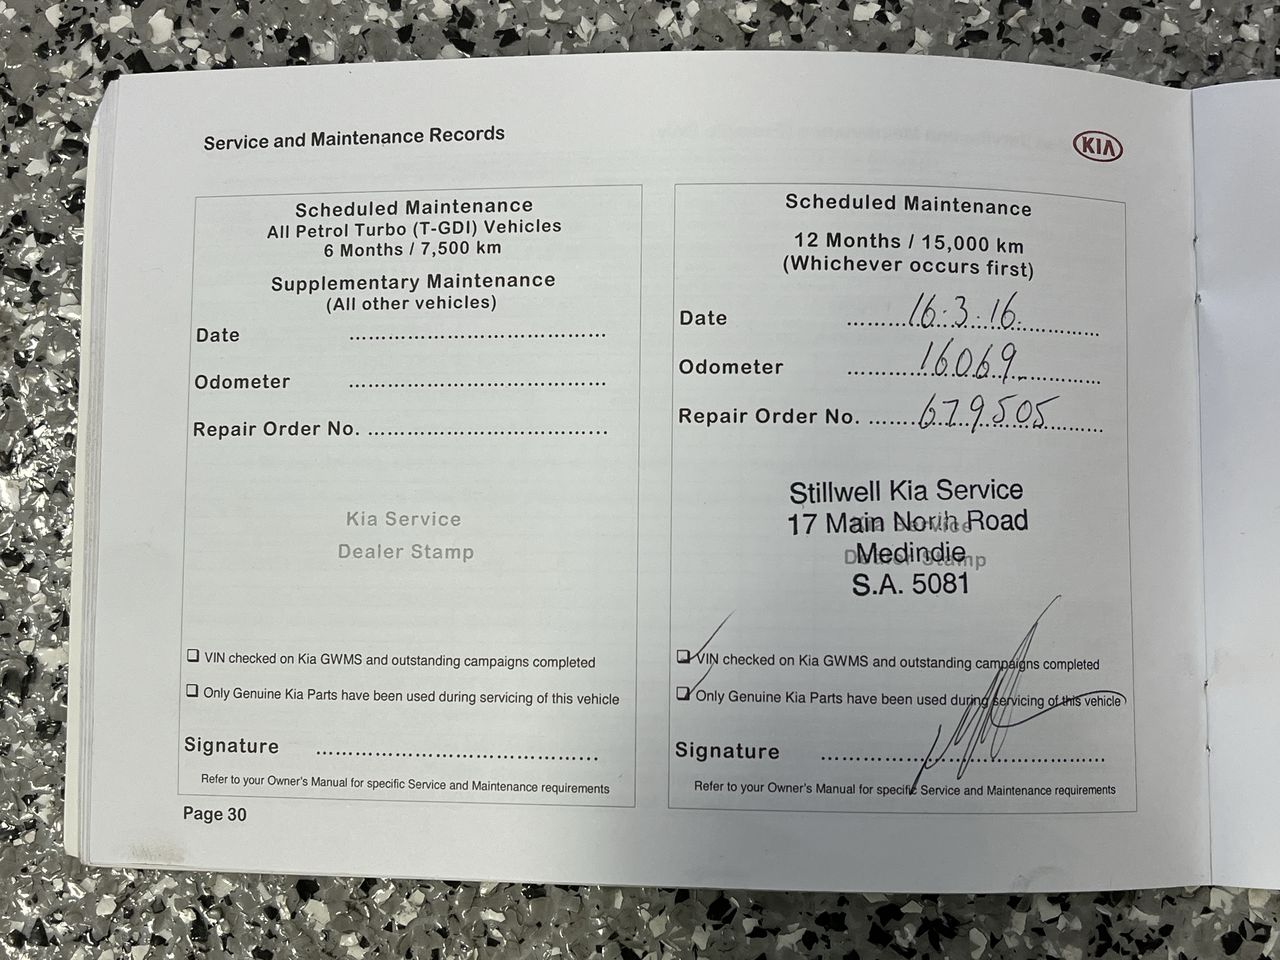 Service and Maintenance Records
KIA
Scheduled Maintenance
All Petrol Turbo (T-GDI) Vehicles
6 Months / 7,500 km
Supplementary Maintenance
(All other vehicles)
Date ................................................
Odometer ................................................
Repair Order No. .............................................
Kia Service
Dealer Stamp
❑ VIN checked on Kia GWMS and outstanding campaigns completed
❑ Only Genuine Kia Parts have been used during servicing of this vehicle
Signature ................................................
Refer to your Owner's Manual for specific Service and Maintenance requirements
Scheduled Maintenance
12 Months / 15,000 km
(Whichever occurs first)
Date 16.3.16.
Odometer 16069
Repair Order No. 679505
Stillwell Kia Service
17 Main North Road
Medindie
S.A. 5081
Kia Service
Dealer Stamp
❑ VIN checked on Kia GWMS and outstanding campaigns completed
❑ Only Genuine Kia Parts have been used during servicing of this vehicle
Signature ................................................
Refer to your Owner's Manual for specific Service and Maintenance requirements
Page 30